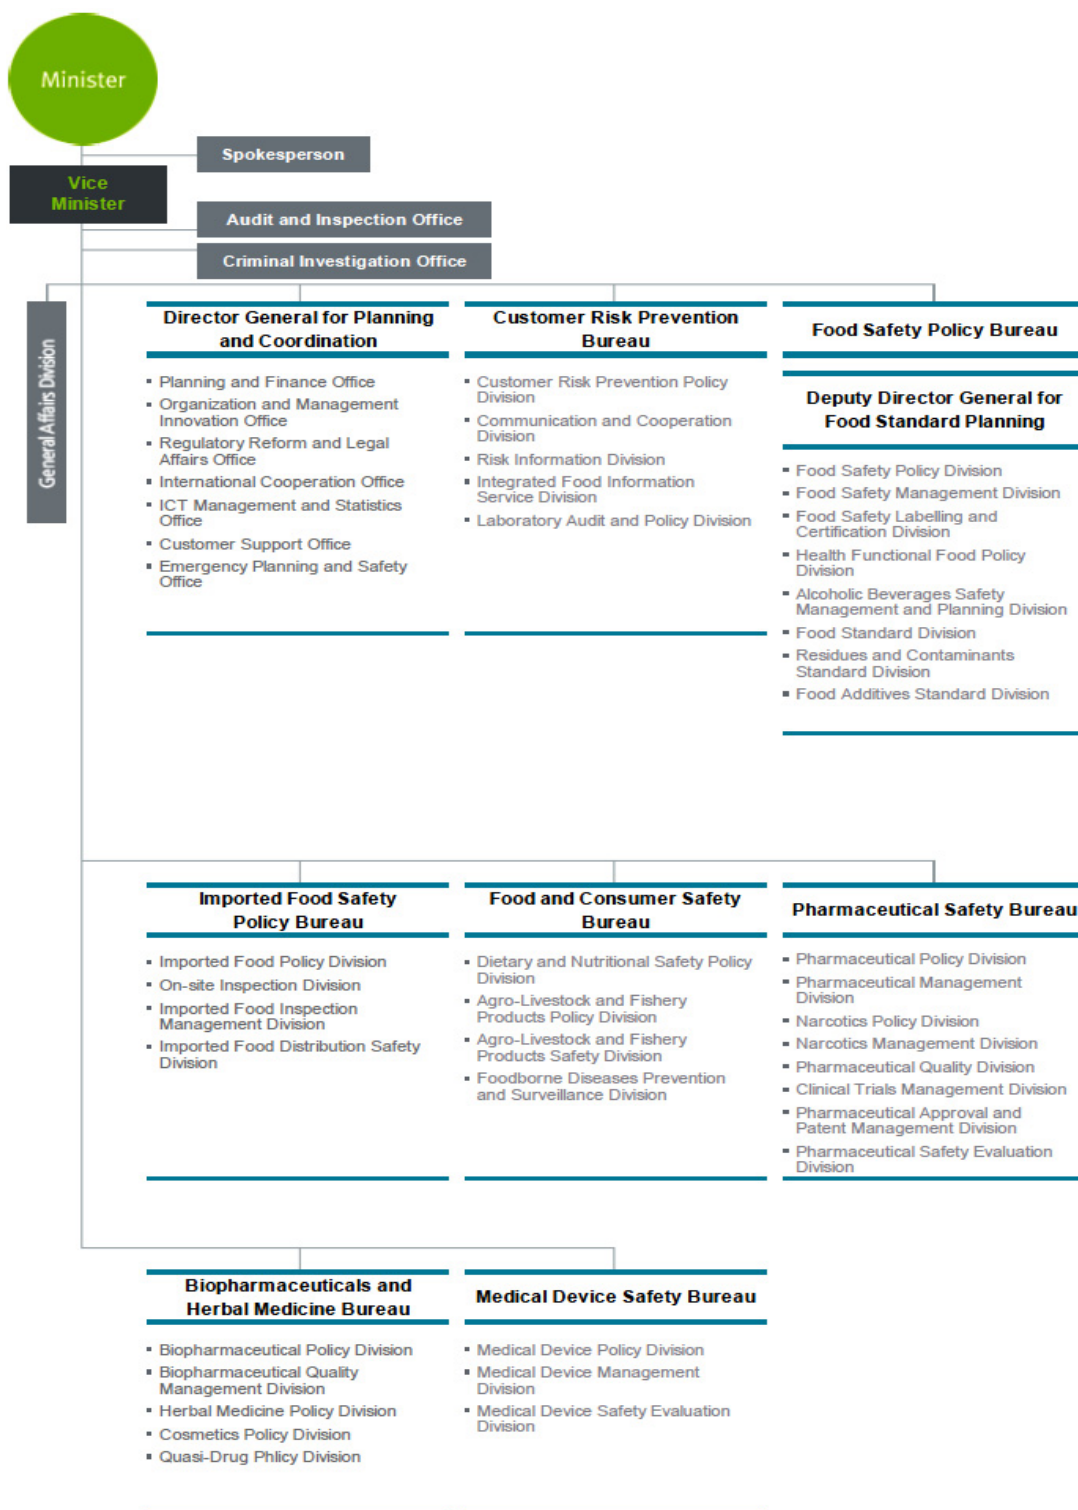 Minister
Spokesperson
Vice
Minister
Audit and Inspection Office
Criminal Investigation Office
General Affairs Division
Director General for Planning
and Coordination
▪ Planning and Finance Office
▪ Organization and Management
Innovation Office
▪ Regulatory Reform and Legal
Affairs Office
▪ International Cooperation Office
▪ ICT Management and Statistics
Office
▪ Customer Support Office
▪ Emergency Planning and Safety
Office
Customer Risk Prevention
Bureau
▪ Customer Risk Prevention Policy
Division
▪ Communication and Cooperation
Division
▪ Risk Information Division
▪ Integrated Food Information
Service Division
▪ Laboratory Audit and Policy Division
Food Safety Policy Bureau
Deputy Director General for
Food Standard Planning
▪ Food Safety Policy Division
▪ Food Safety Management Division
▪ Food Safety Labelling and
Certification Division
▪ Health Functional Food Policy
Division
▪ Alcoholic Beverages Safety
Management and Planning Division
▪ Food Standard Division
▪ Residues and Contaminants
Standard Division
▪ Food Additives Standard Division
Imported Food Safety
Policy Bureau
▪ Imported Food Policy Division
▪ On-site Inspection Division
▪ Imported Food Inspection
Management Division
▪ Imported Food Distribution Safety
Division
Food and Consumer Safety
Bureau
▪ Dietary and Nutritional Safety Policy
Division
▪ Agro-Livestock and Fishery
Products Policy Division
▪ Agro-Livestock and Fishery
Products Safety Division
▪ Foodborne Diseases Prevention
and Surveillance Division
Pharmaceutical Safety Bureau
▪ Pharmaceutical Policy Division
▪ Pharmaceutical Management
Division
▪ Narcotics Policy Division
▪ Narcotics Management Division
▪ Pharmaceutical Quality Division
▪ Clinical Trials Management Division
▪ Pharmaceutical Approval and
Patent Management Division
▪ Pharmaceutical Safety Evaluation
Division
Biopharmaceuticals and
Herbal Medicine Bureau
▪ Biopharmaceutical Policy Division
▪ Biopharmaceutical Quality
Management Division
▪ Herbal Medicine Policy Division
▪ Cosmetics Policy Division
▪ Quasi-Drug Phlicy Division
Medical Device Safety Bureau
▪ Medical Device Policy Division
▪ Medical Device Management
Division
▪ Medical Device Safety Evaluation
Division